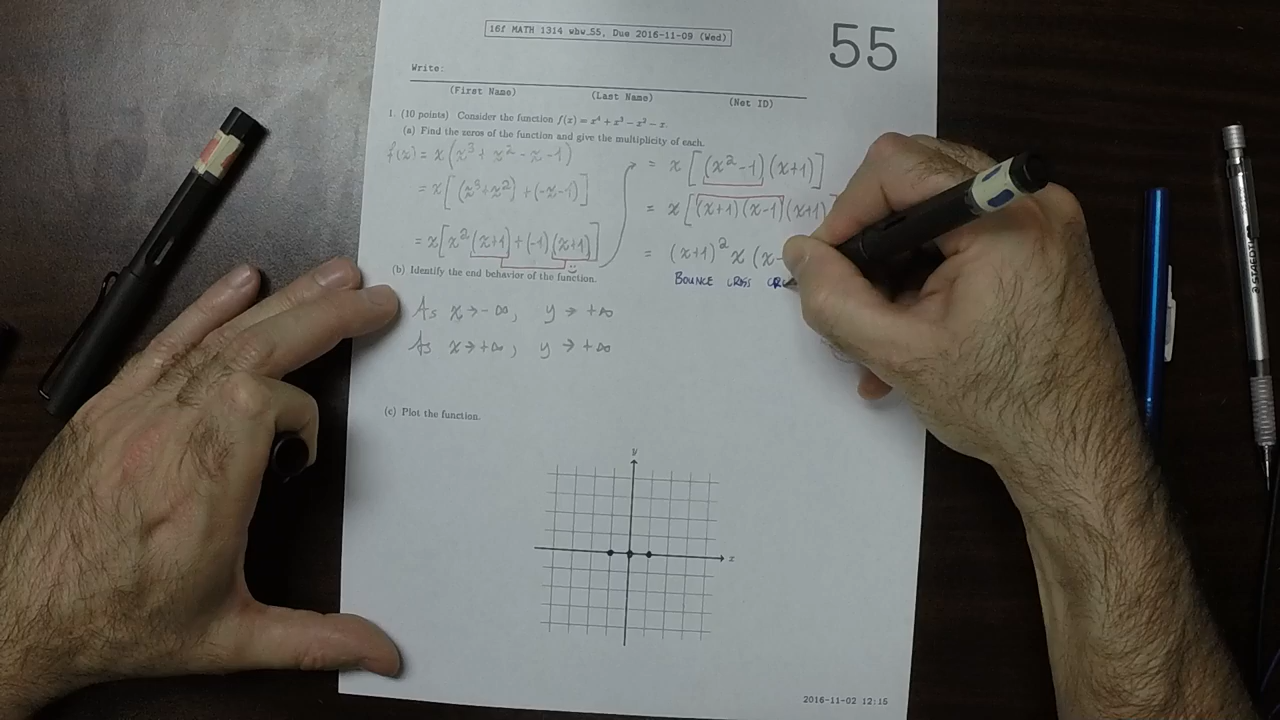 16f MATH 1314 whw_55, Due 2016-11-09 (Wed)
55
Write:
(First Name) (Last Name) (Net ID)
1. (10 points) Consider the function f(x) = x⁴ + x³ − x² − x.
(a) Find the zeros of the function and give the multiplicity of each.
f(x) = x(x³ + x² − x − 1)
= x[(x³+x²) + (−x−1)]
= x[x²(x+1) + (−1)(x+1)]
= x[(x²−1)(x+1)]
= x[(x+1)(x−1)(x+1)]
= (x+1)² x (x−
BOUNCE CROSS
(b) Identify the end behavior of the function.
As x → −∞, y → +∞
As x → +∞, y → +∞
(c) Plot the function.
y
x
2016-11-02 12:15